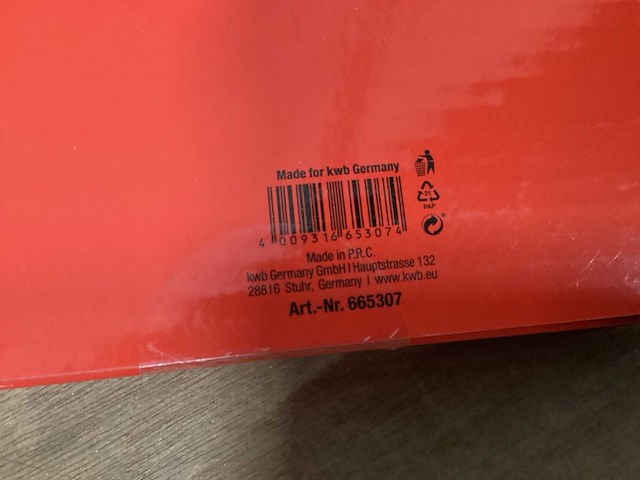 Made for kwb Germany
4 009316 653074
21
PAP
Made in P.R.C.
kwb Germany GmbH | Hauptstrasse 132
28816 Stuhr, Germany | www.kwb.eu
Art.-Nr. 665307